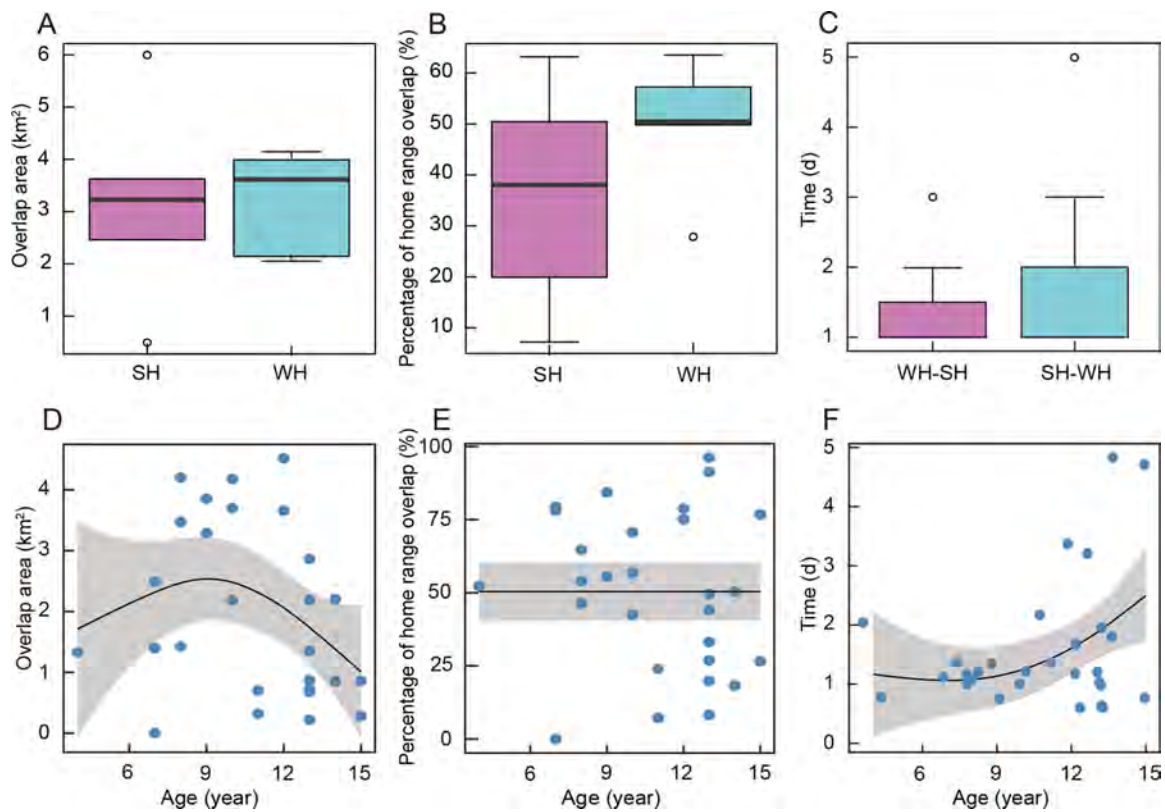 A
Overlap area (km²)
6
5
4
3
2
1
SH
WH
B
Percentage of home range overlap (%)
60
50
40
30
20
10
SH
WH
C
Time (d)
5
4
3
2
1
WH-SH
SH-WH
D
Overlap area (km²)
4
3
2
1
0
6
9
12
15
Age (year)
E
Percentage of home range overlap (%)
100
75
50
25
0
6
9
12
15
Age (year)
F
Time (d)
5
4
3
2
1
0
6
9
12
15
Age (year)